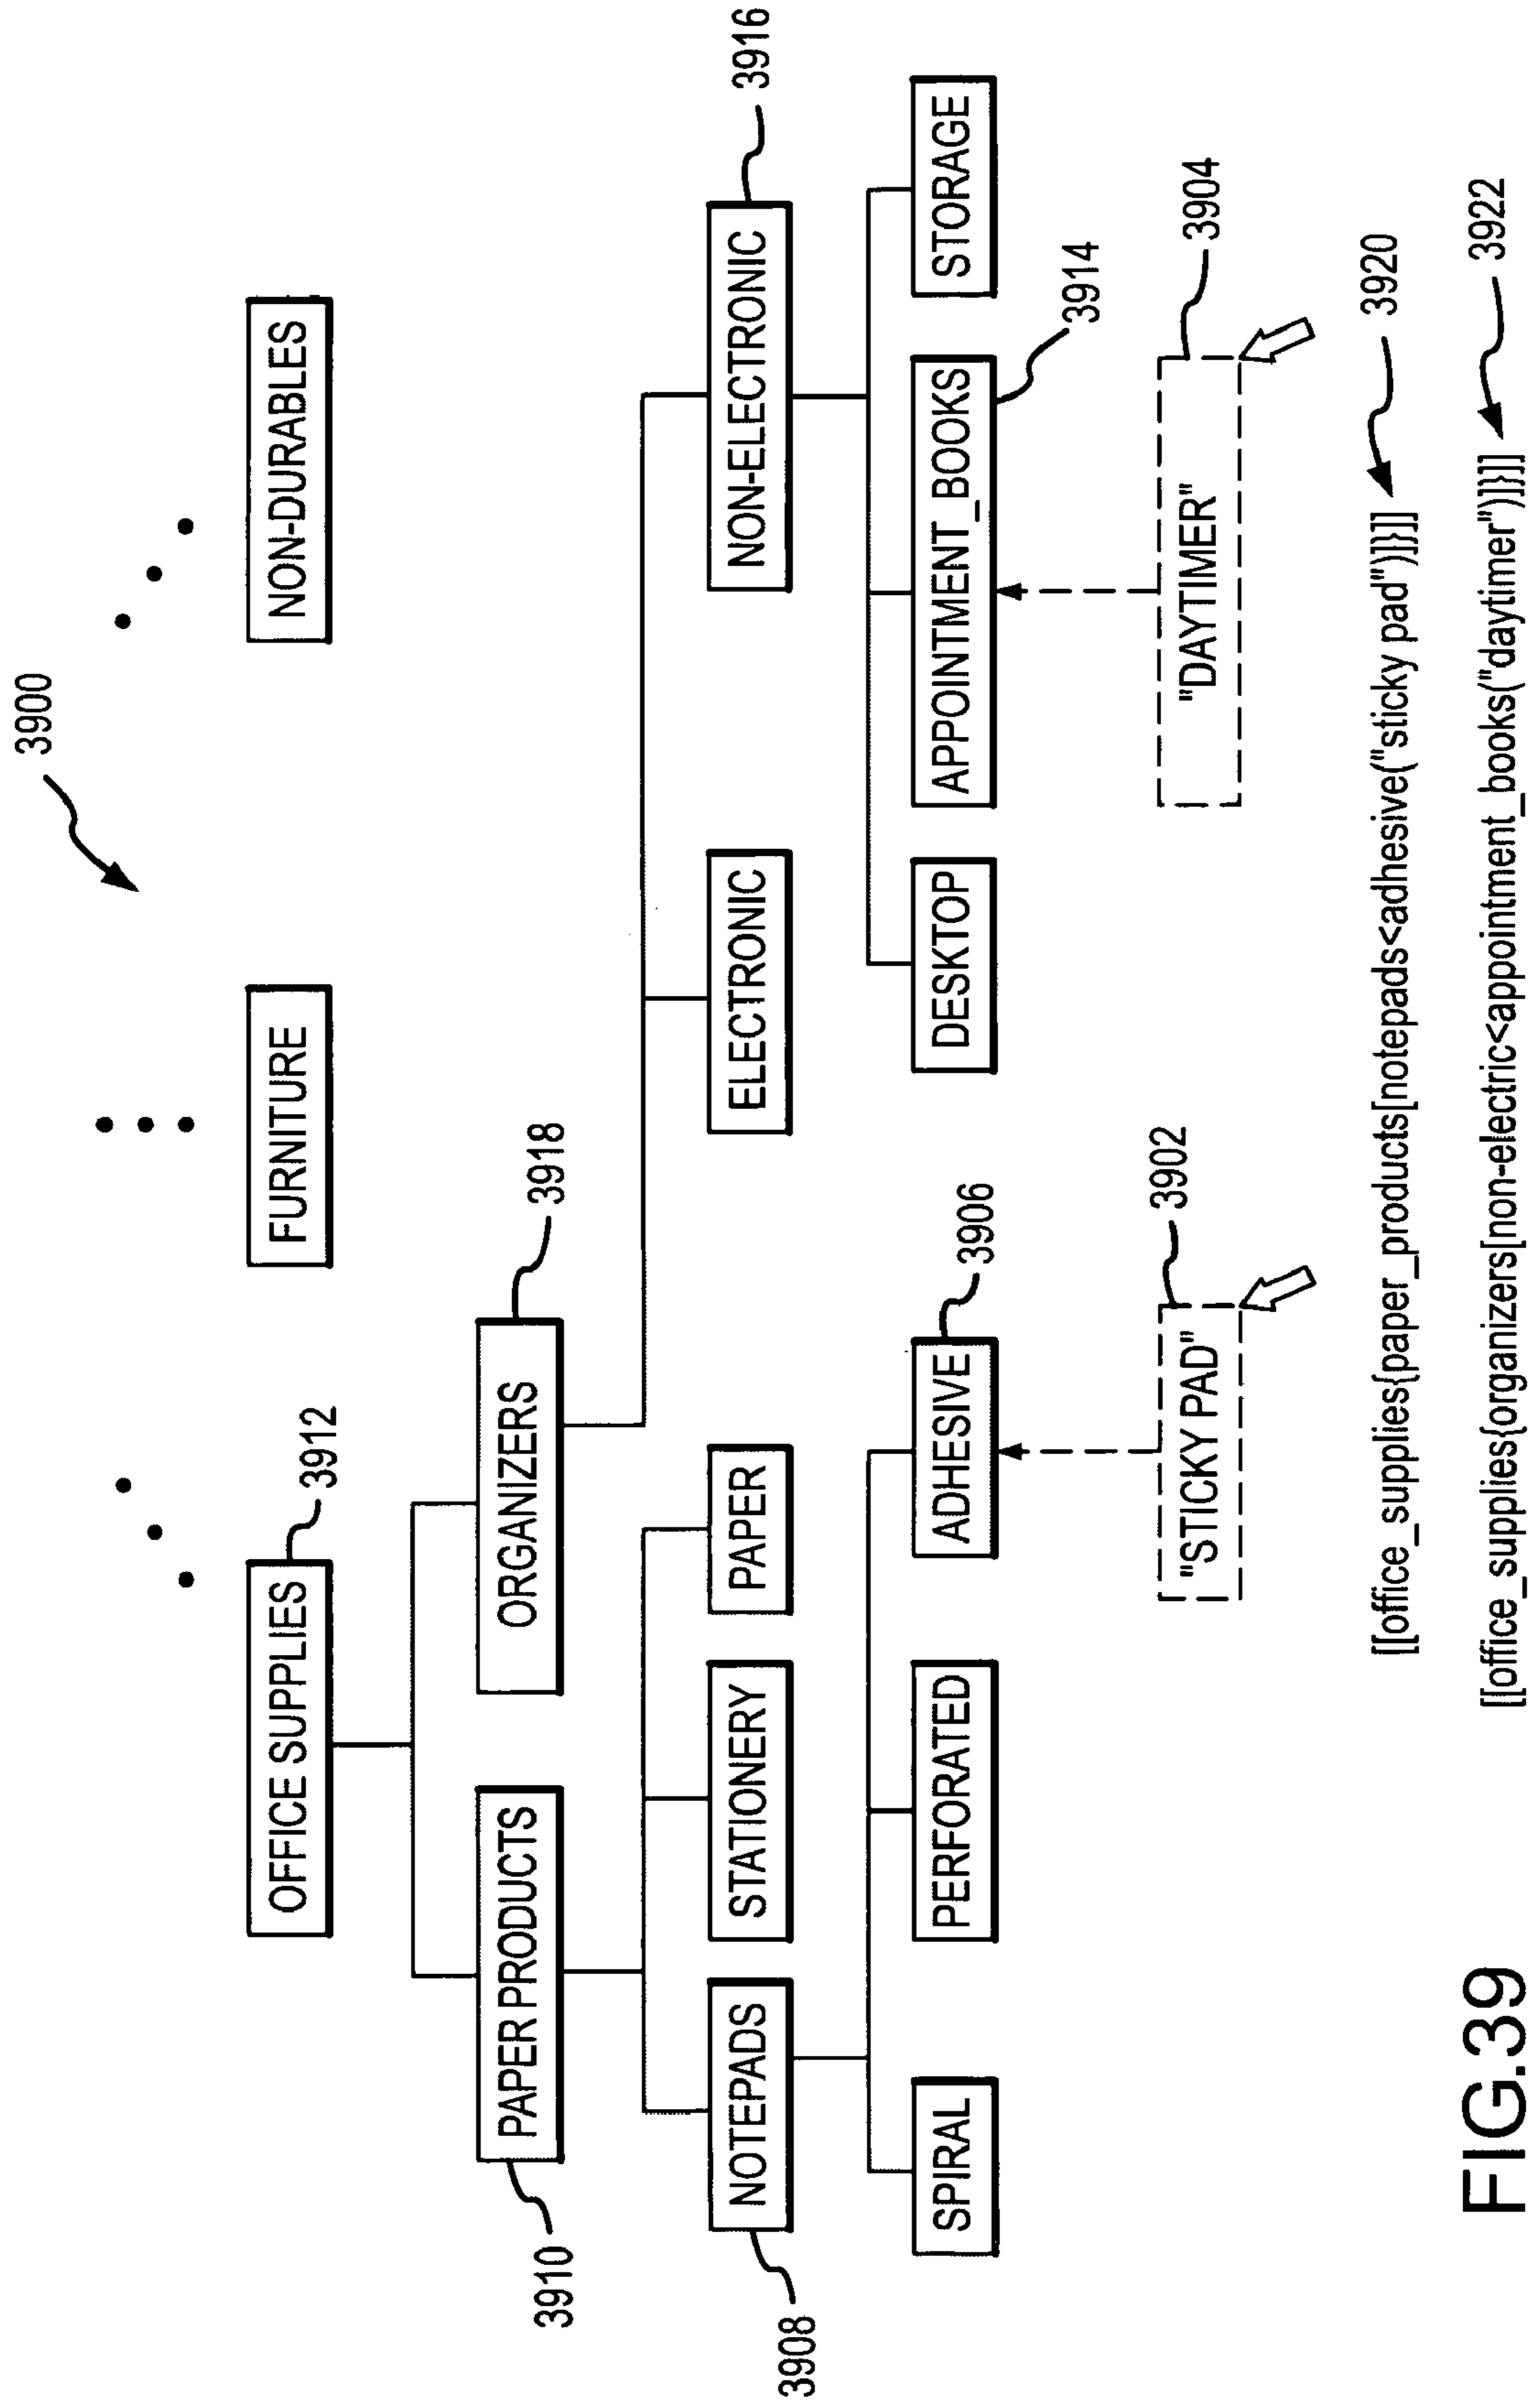 3900
OFFICE SUPPLIES
FURNITURE
NON-DURABLES
3912
3910
PAPER PRODUCTS
ORGANIZERS
3918
3908
NOTEPADS
STATIONERY
PAPER
ELECTRONIC
NON-ELECTRONIC
3916
SPIRAL
PERFORATED
ADHESIVE
3906
DESKTOP
APPOINTMENT_BOOKS
3914
STORAGE
"STICKY PAD"
3902
"DAYTIMER"
3904
[[office_supplies{paper_products[notepads<adhesive("sticky pad")]}]] 3920
[[office_supplies{organizers[non-electric<appointment_books("daytimer")]}]] 3922
FIG.39